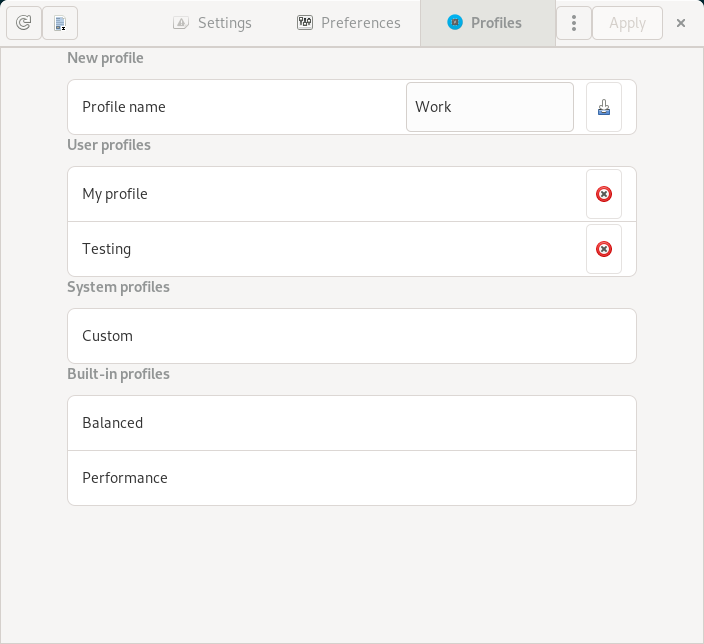 Settings
Preferences
Profiles
Apply
New profile
Profile name
Work
User profiles
My profile
Testing
System profiles
Custom
Built-in profiles
Balanced
Performance